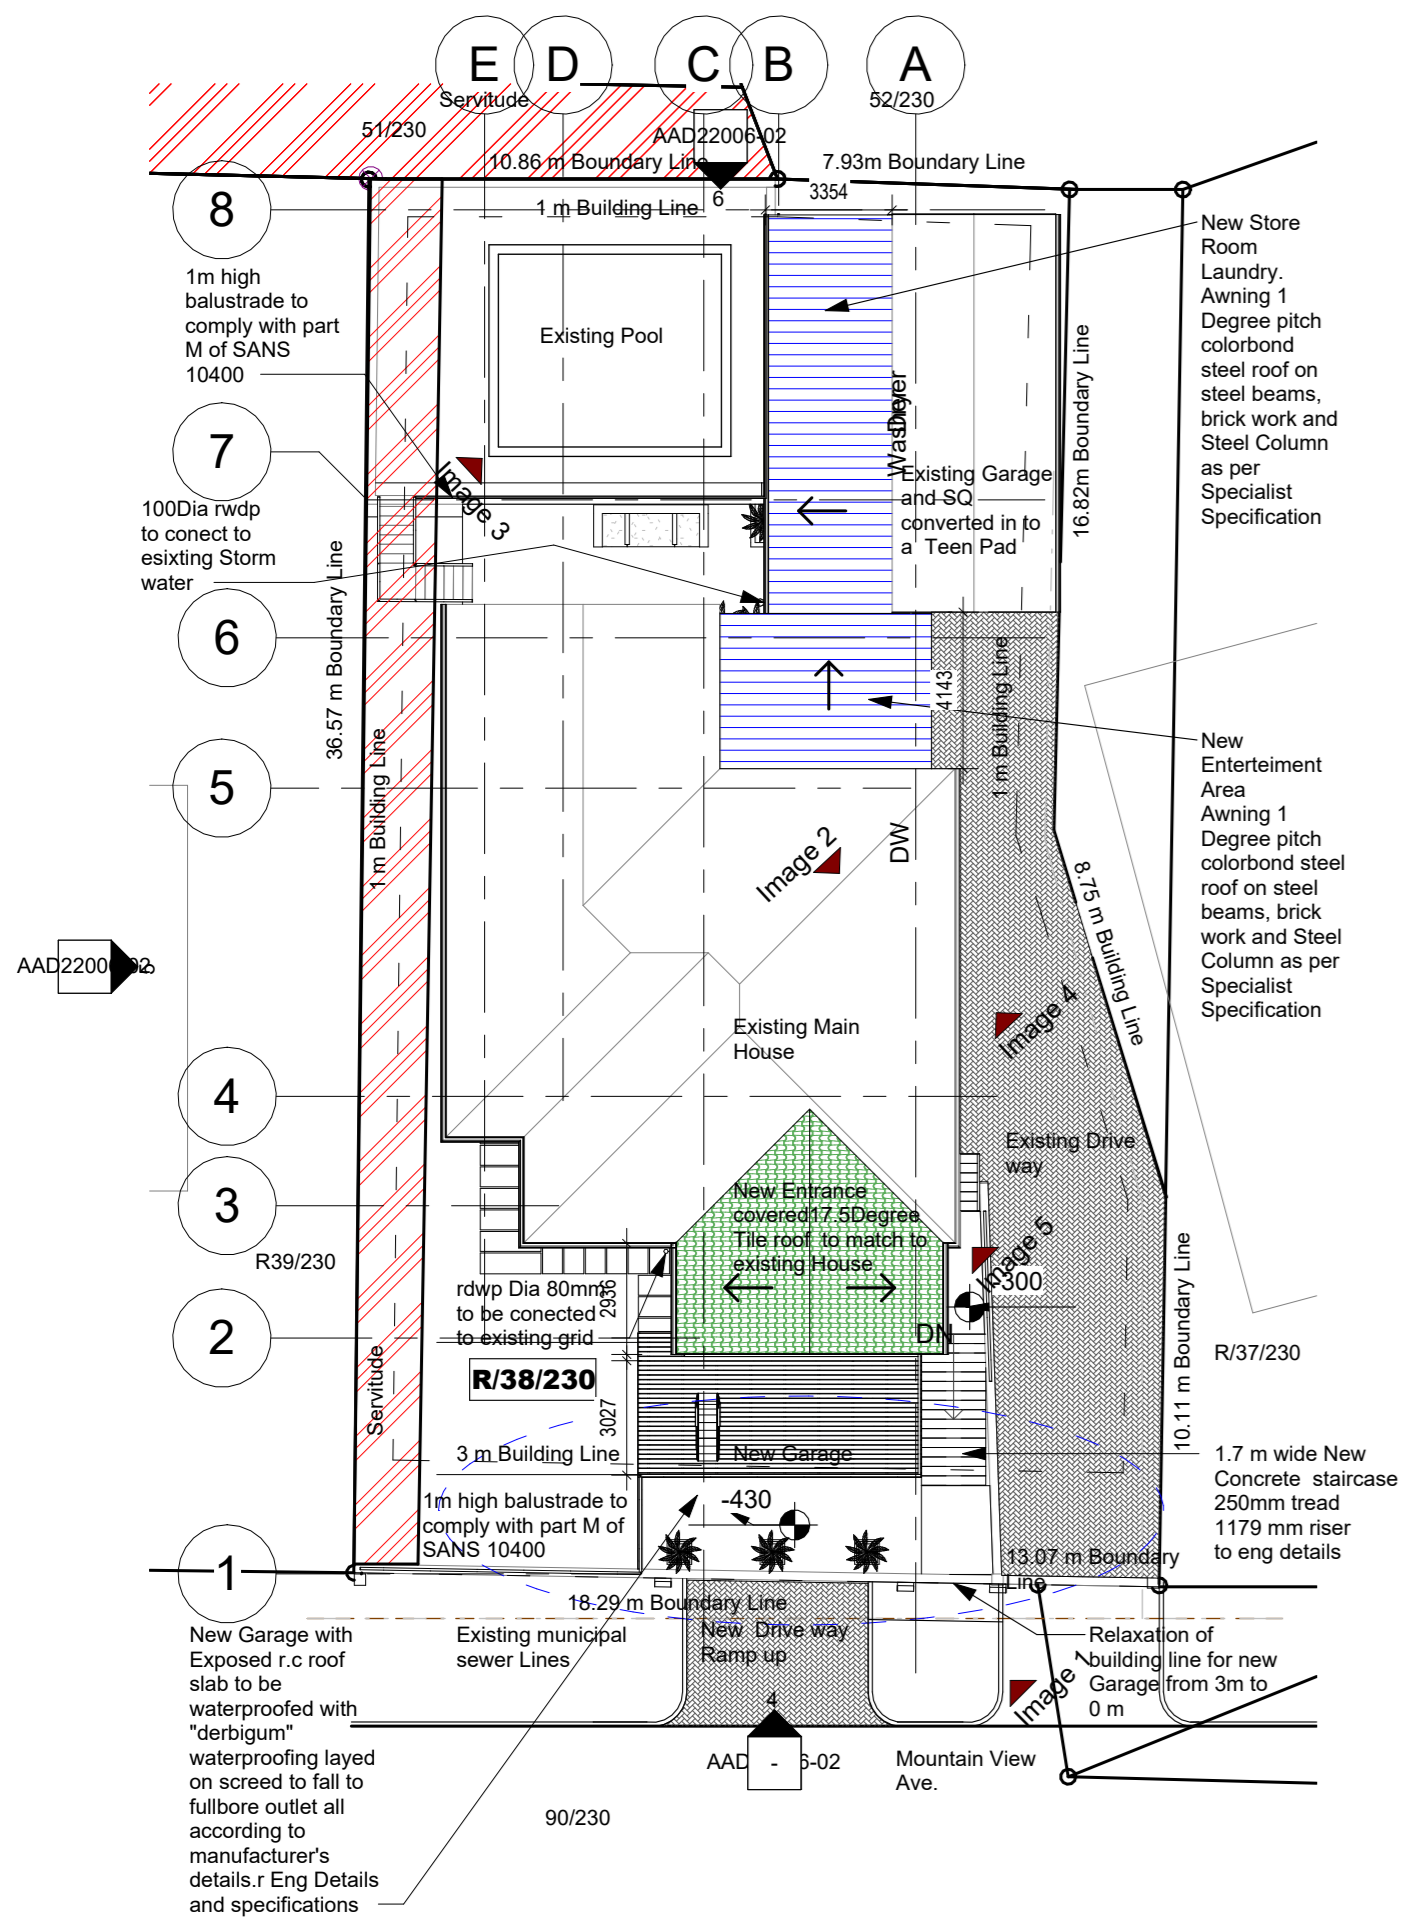 E
D
C
B
A
Servitude
52/230
51/230
AAD22006-02
10.86 m Boundary Line
7.93m Boundary Line
6
3354
8
1 m Building Line
New Store
Room
Laundry.
Awning 1
Degree pitch
colorbond
steel roof on
steel beams,
brick work and
Steel Column
as per
Specialist
Specification
1m high
balustrade to
comply with part
M of SANS
10400
Existing Pool
16.82m Boundary Line
Washer
Dryer
7
Image 3
Existing Garage
and SQ
converted in to
a Teen Pad
100Dia rwdp
to conect to
esixting Storm
water
36.57 m Boundary Line
6
4143
1 m Building Line
New
Enterteiment
Area
Awning 1
Degree pitch
colorbond steel
roof on steel
beams, brick
work and Steel
Column as per
Specialist
Specification
5
1 m Building Line
Image 2
DW
8.75 m Building Line
AAD22006-02
5
Image 4
Existing Main
House
4
Existing Drive
way
3
New Entrance
covered17.5Degree
Tile roof to match to
existing House
R39/230
Image 5
-300
rdwp Dia 80mm
to be conected
to existing grid
2936
2
DN
R/38/230
R/37/230
10.11 m Boundary Line
Servitude
3027
3 m Building Line
New Garage
1.7 m wide New
Concrete staircase
250mm tread
1179 mm riser
to eng details
1m high balustrade to
comply with part M of
SANS 10400
-430
1
13.07 m Boundary
Line
18.29 m Boundary Line
New Garage with
Exposed r.c roof
slab to be
waterproofed with
"derbigum"
waterproofing layed
on screed to fall to
fullbore outlet all
according to
manufacturer's
details.r Eng Details
and specifications
Existing municipal
sewer Lines
New Drive way
Ramp up
Relaxation of
building line for new
Garage from 3m to
0 m
Image 1
4
-
Mountain View
Ave.
90/230